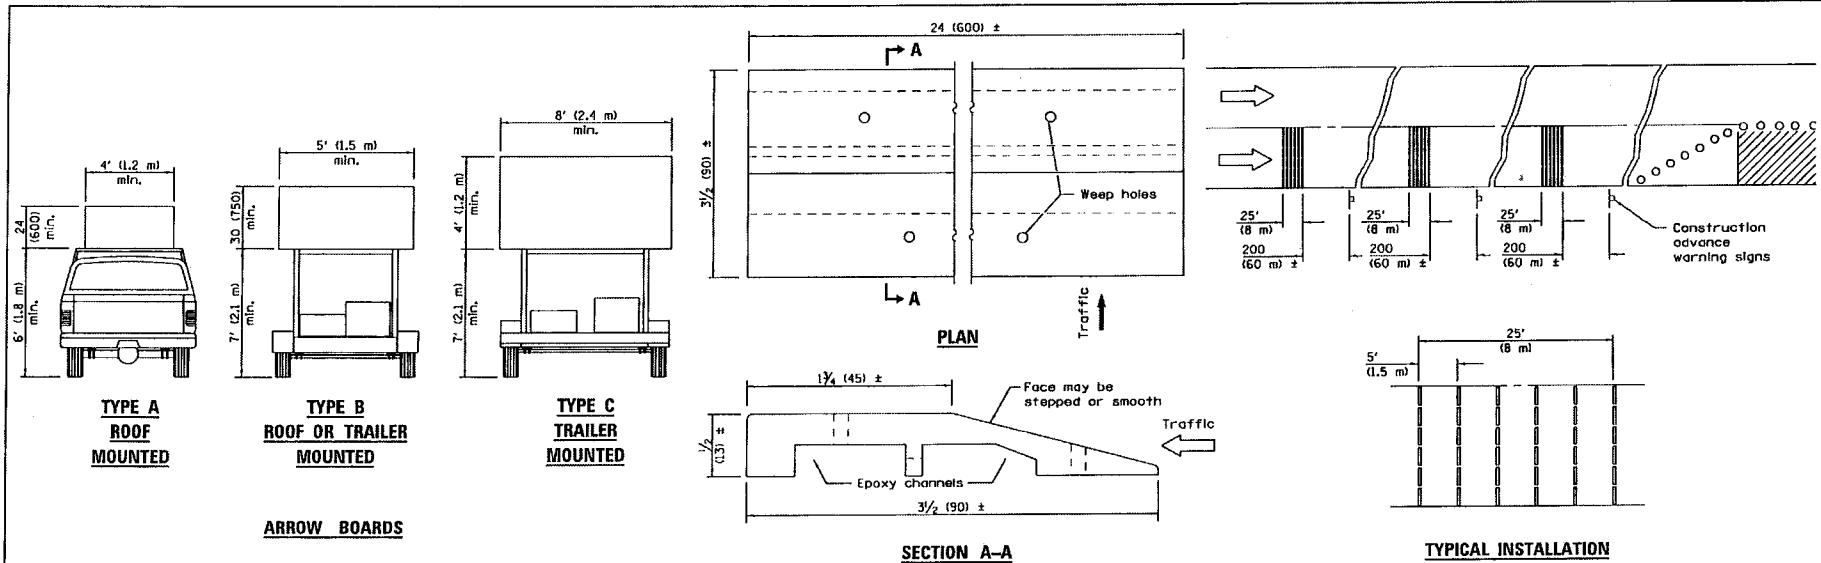 4' (1.2 m)
min.
24
(600)
min.
6' (1.8 m)
min.
TYPE A
ROOF
MOUNTED
5' (1.5 m)
min.
30 (750)
min.
7' (2.1 m)
min.
TYPE B
ROOF OR TRAILER
MOUNTED
8' (2.4 m)
min.
4' (1.2 m)
min.
7' (2.1 m)
min.
TYPE C
TRAILER
MOUNTED
ARROW BOARDS
24 (600) ±
A
3½ (90) ±
Weep holes
A
Traffic
PLAN
1¾ (45) ±
Face may be
stepped or smooth
Traffic
½
(13) ±
Epoxy channels
3½ (90) ±
SECTION A–A
25'
(8 m)
200
(60 m) ±
25'
(8 m)
200
(60 m) ±
25'
(8 m)
200
(60 m) ±
Construction
advance
warning signs
25'
(8 m)
5'
(1.5 m)
TYPICAL INSTALLATION